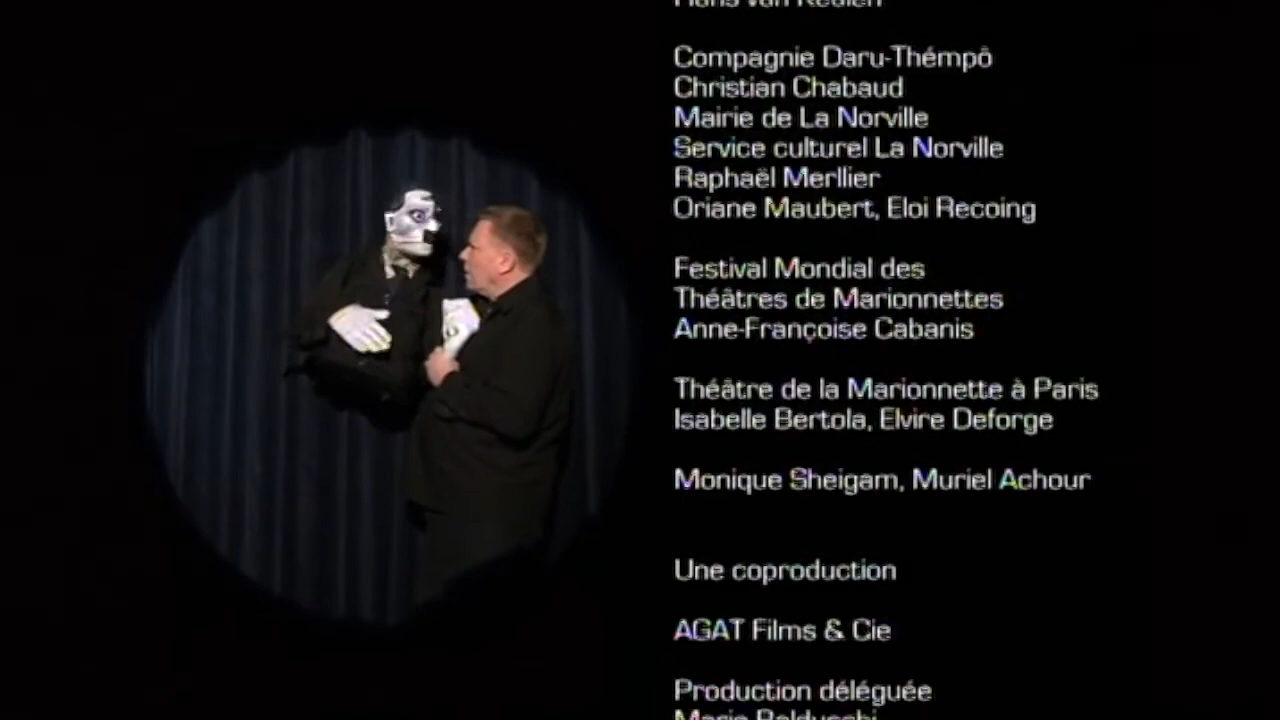 Compagnie Daru-Thémpô
Christian Chabaud
Mairie de La Norville
Service culturel La Norville
Raphaël Merllier
Oriane Maubert, Eloi Recoing
Festival Mondial des
Théâtres de Marionnettes
Anne-Françoise Cabanis
Théâtre de la Marionnette à Paris
Isabelle Bertola, Elvire Deforge
Monique Sheigam, Muriel Achour
Une coproduction
AGAT Films & Cie
Production déléguée